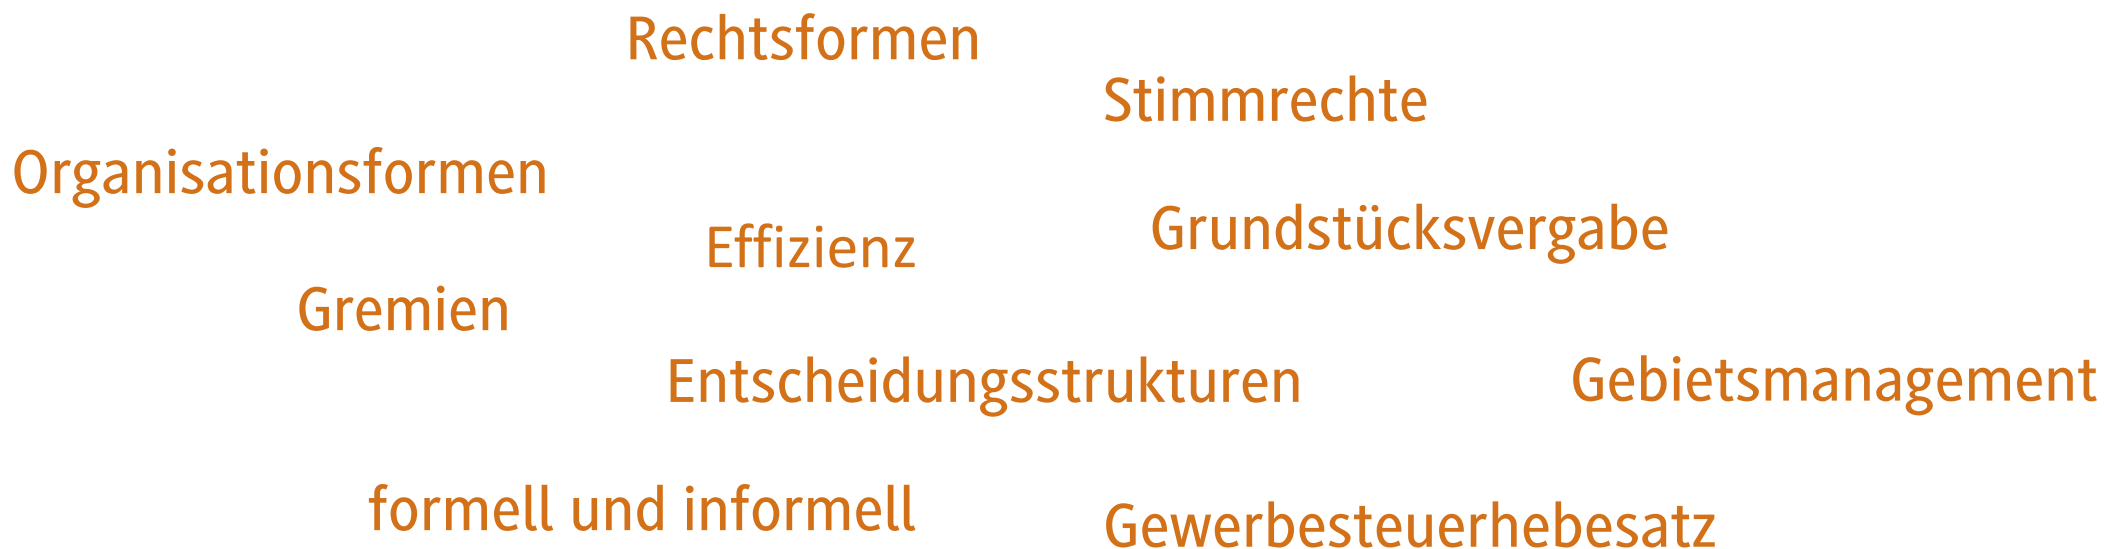 Rechtsformen
Stimmrechte
Organisationsformen
Grundstücksvergabe
Effizienz
Gremien
Entscheidungsstrukturen
Gebietsmanagement
formell und informell
Gewerbesteuerhebesatz